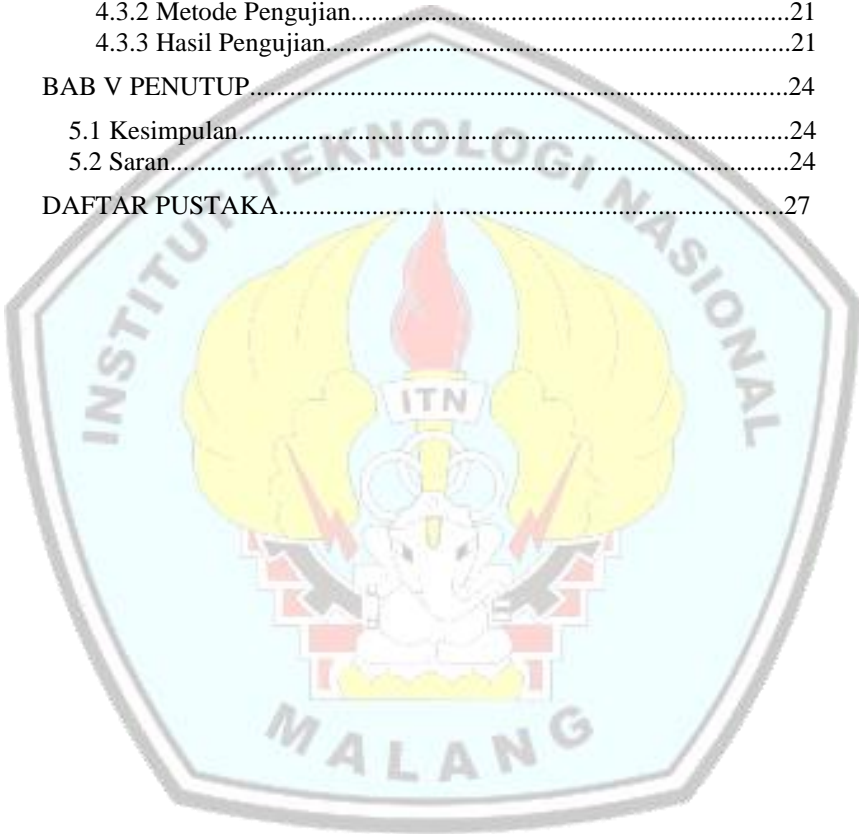 4.3.2 Metode Pengujian................................................................21
4.3.3 Hasil Pengujian...................................................................21
BAB V PENUTUP...............................................................................24
5.1 Kesimpulan...............................................................................24
5.2 Saran.........................................................................................24
DAFTAR PUSTAKA..........................................................................27
INSTITUT TEKNOLOGI NASIONAL
ITN
MALANG